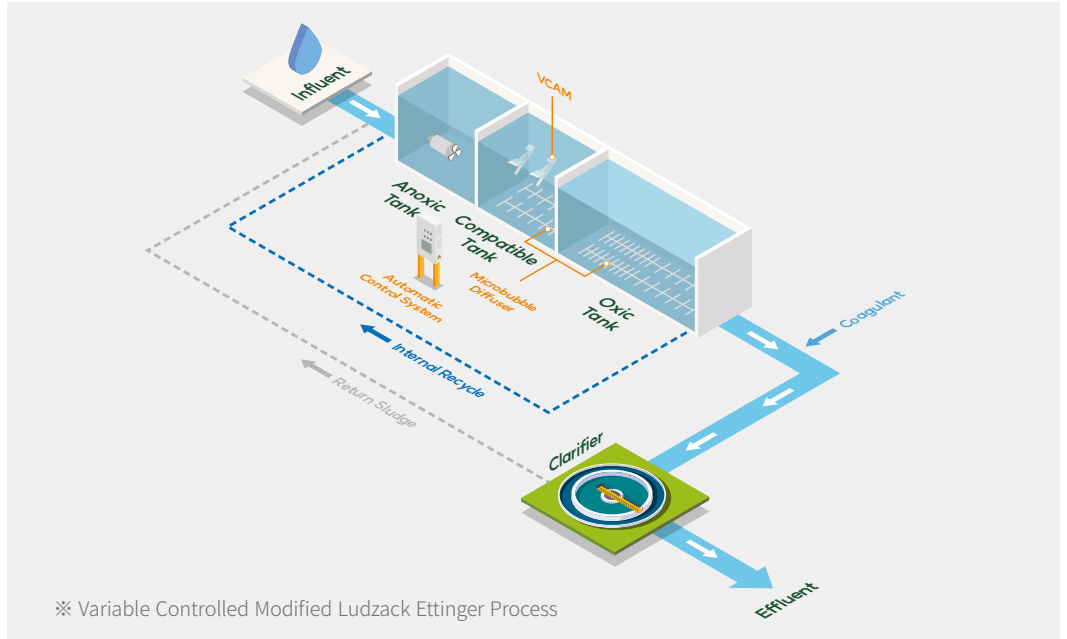 Influent
VCAM
Anoxic
Tank
Compatible
Tank
Automatic
Control System
Microbubble
Diffuser
Oxic
Tank
Coagulant
Internal Recycle
Return Sludge
Clarifier
Effluent
※ Variable Controlled Modified Ludzack Ettinger Process